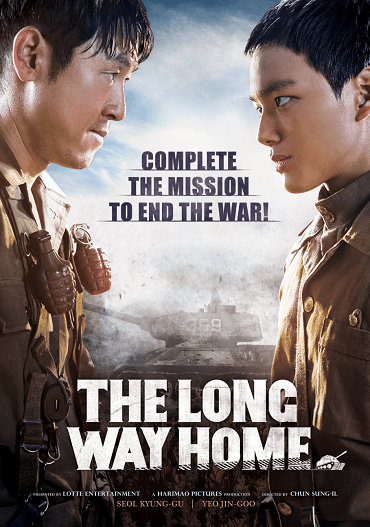 COMPLETE
THE MISSION
TO END THE WAR!
369
THE LONG
WAY HOME
PRESENTED BY LOTTE ENTERTAINMENT A HARIMAO PICTURES PRODUCTION DIRECTED BY CHUN SUNG-IL
SEOL KYUNG-GU | YEO JIN-GOO